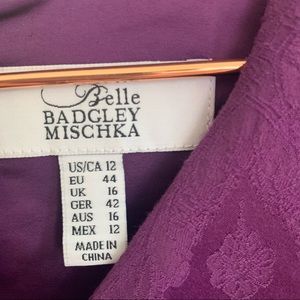 Belle
BADGLEY
MISCHKA
US/CA 12
EU 44
UK 16
GER 42
AUS 16
MEX 12
MADE IN
CHINA